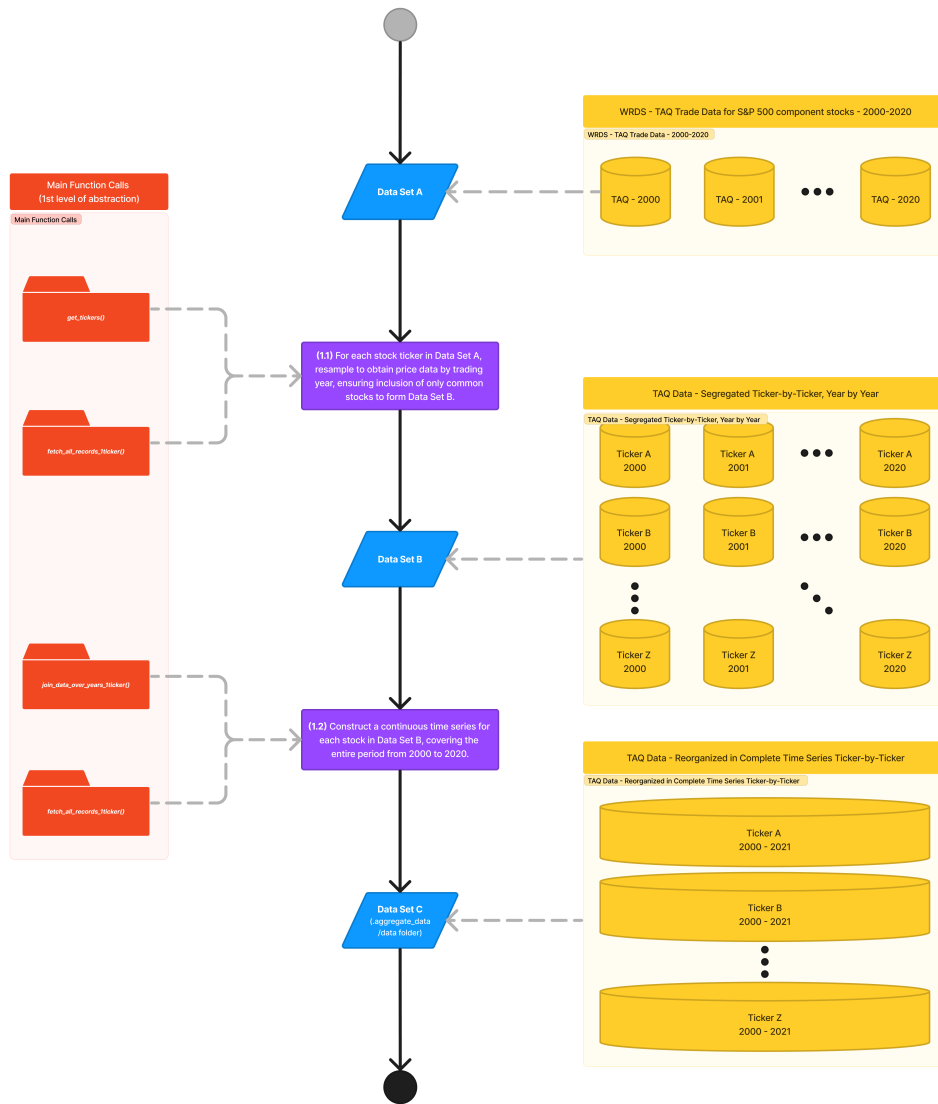 WRDS - TAQ Trade Data for S&P 500 component stocks - 2000-2020
WRDS - TAQ Trade Data - 2000-2020
TAQ - 2000
TAQ - 2001
TAQ - 2020
Data Set A
Main Function Calls
(1st level of abstraction)
Main Function Calls
get_tickers()
fetch_all_records_1ticker()
(1.1) For each stock ticker in Data Set A,
resample to obtain price data by trading
year, ensuring inclusion of only common
stocks to form Data Set B.
TAQ Data - Segregated Ticker-by-Ticker, Year by Year
TAQ Data - Segregated Ticker-by-Ticker, Year by Year
Ticker A
2000
Ticker A
2001
Ticker A
2020
Ticker B
2000
Ticker B
2001
Ticker B
2020
Ticker Z
2000
Ticker Z
2001
Ticker Z
2020
Data Set B
join_data_over_years_1ticker()
fetch_all_records_1ticker()
(1.2) Construct a continuous time series for
each stock in Data Set B, covering the
entire period from 2000 to 2020.
TAQ Data - Reorganized in Complete Time Series Ticker-by-Ticker
TAQ Data - Reorganized in Complete Time Series Ticker-by-Ticker
Ticker A
2000 - 2021
Ticker B
2000 - 2021
Ticker Z
2000 - 2021
Data Set C
(.aggregate_data
/data folder)